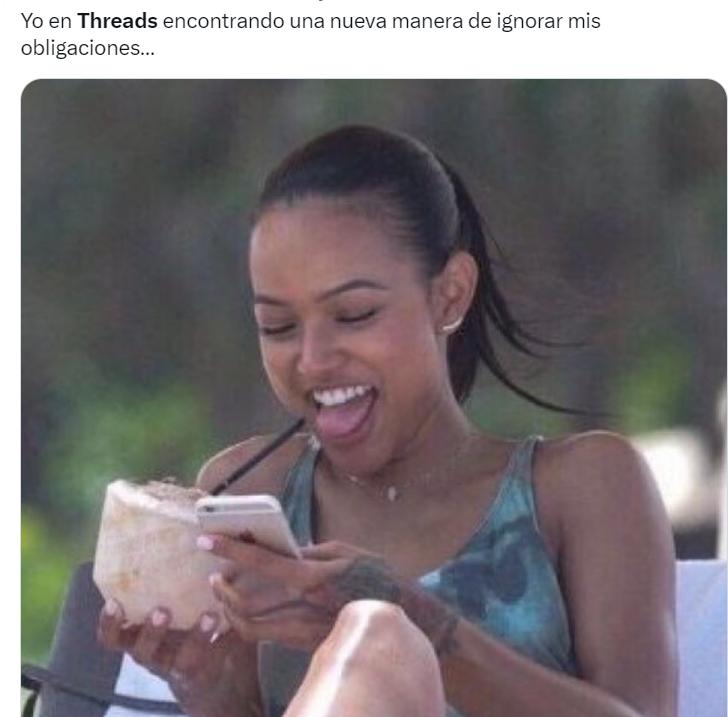 Yo en Threads encontrando una nueva manera de ignorar mis
obligaciones...